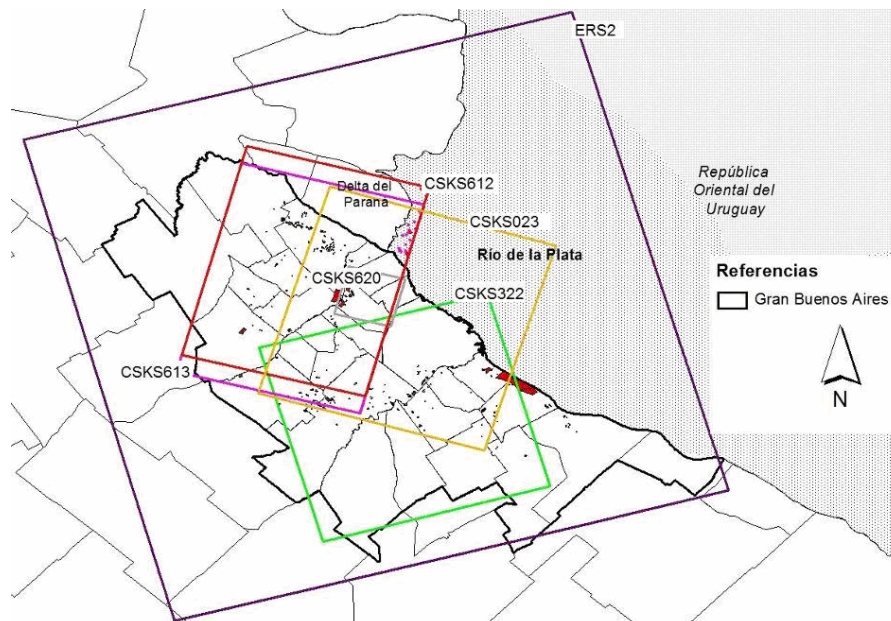 ERS2
República
Oriental del
Uruguay
Delta del
Paraná
CSKS612
CSKS023
Río de la Plata
CSKS620
CSKS322
CSKS613
Referencias
Gran Buenos Aires
N